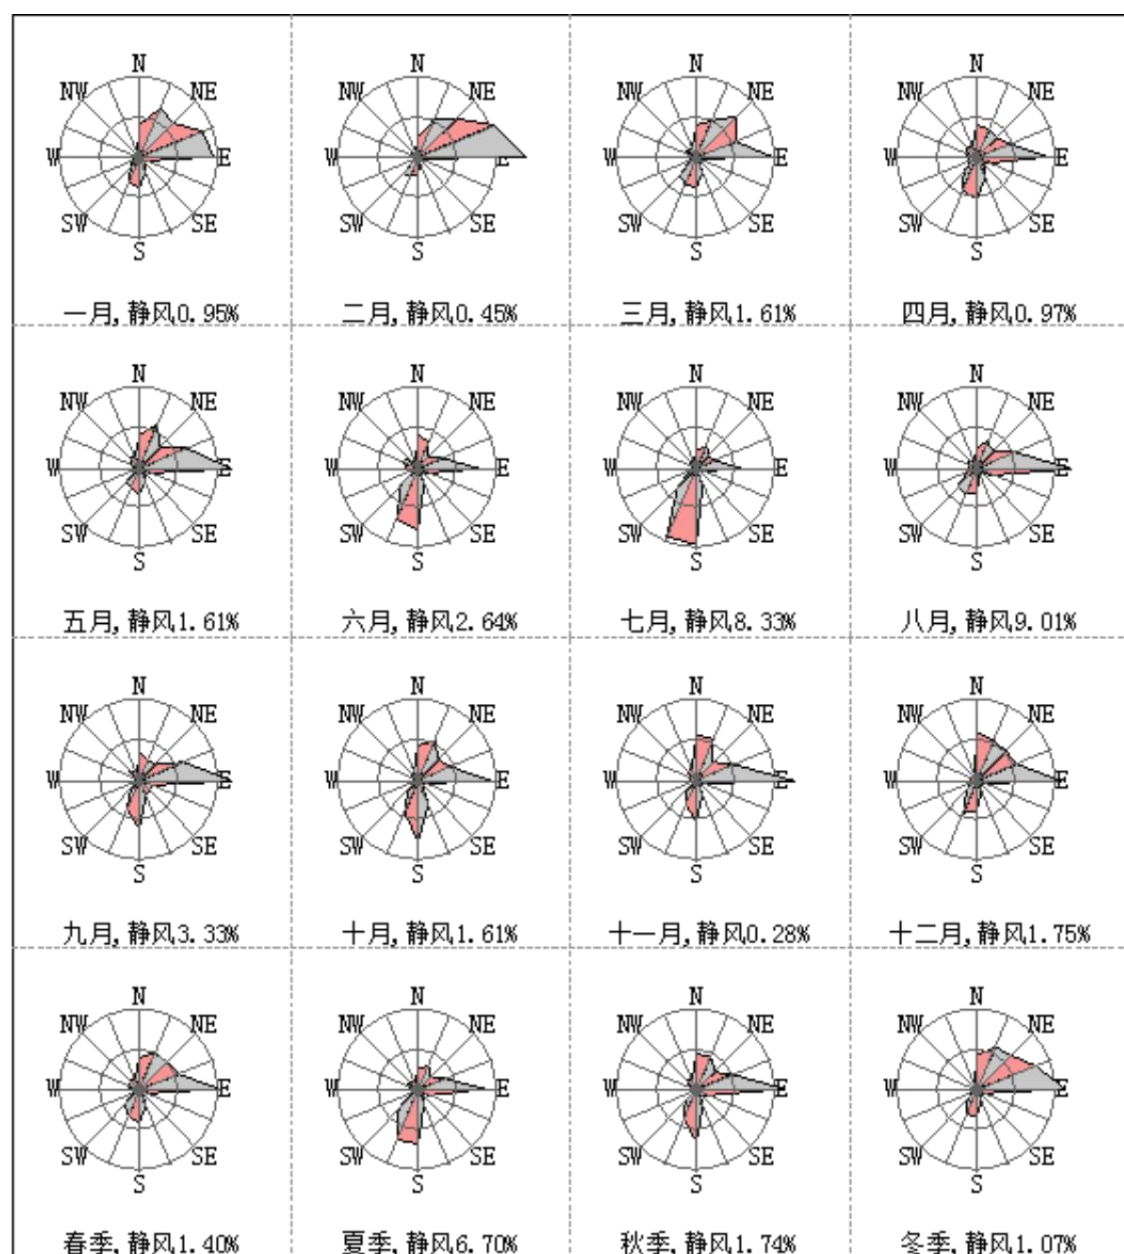 N
NW NE
W E
SW SE
S
一月,静风0.95%
N
NW NE
W E
SW SE
S
二月,静风0.45%
N
NW NE
W E
SW SE
S
三月,静风1.61%
N
NW NE
W E
SW SE
S
四月,静风0.97%
N
NW NE
W E
SW SE
S
五月,静风1.61%
N
NW NE
W E
SW SE
S
六月,静风2.64%
N
NW NE
W E
SW SE
S
七月,静风8.33%
N
NW NE
W E
SW SE
S
八月,静风9.01%
N
NW NE
W E
SW SE
S
九月,静风3.33%
N
NW NE
W E
SW SE
S
十月,静风1.61%
N
NW NE
W E
SW SE
S
十一月,静风0.28%
N
NW NE
W E
SW SE
S
十二月,静风1.75%
N
NW NE
W E
SW SE
S
春季,静风1.40%
N
NW NE
W E
SW SE
S
夏季,静风6.70%
N
NW NE
W E
SW SE
S
秋季,静风1.74%
N
NW NE
W E
SW SE
S
冬季,静风1.07%